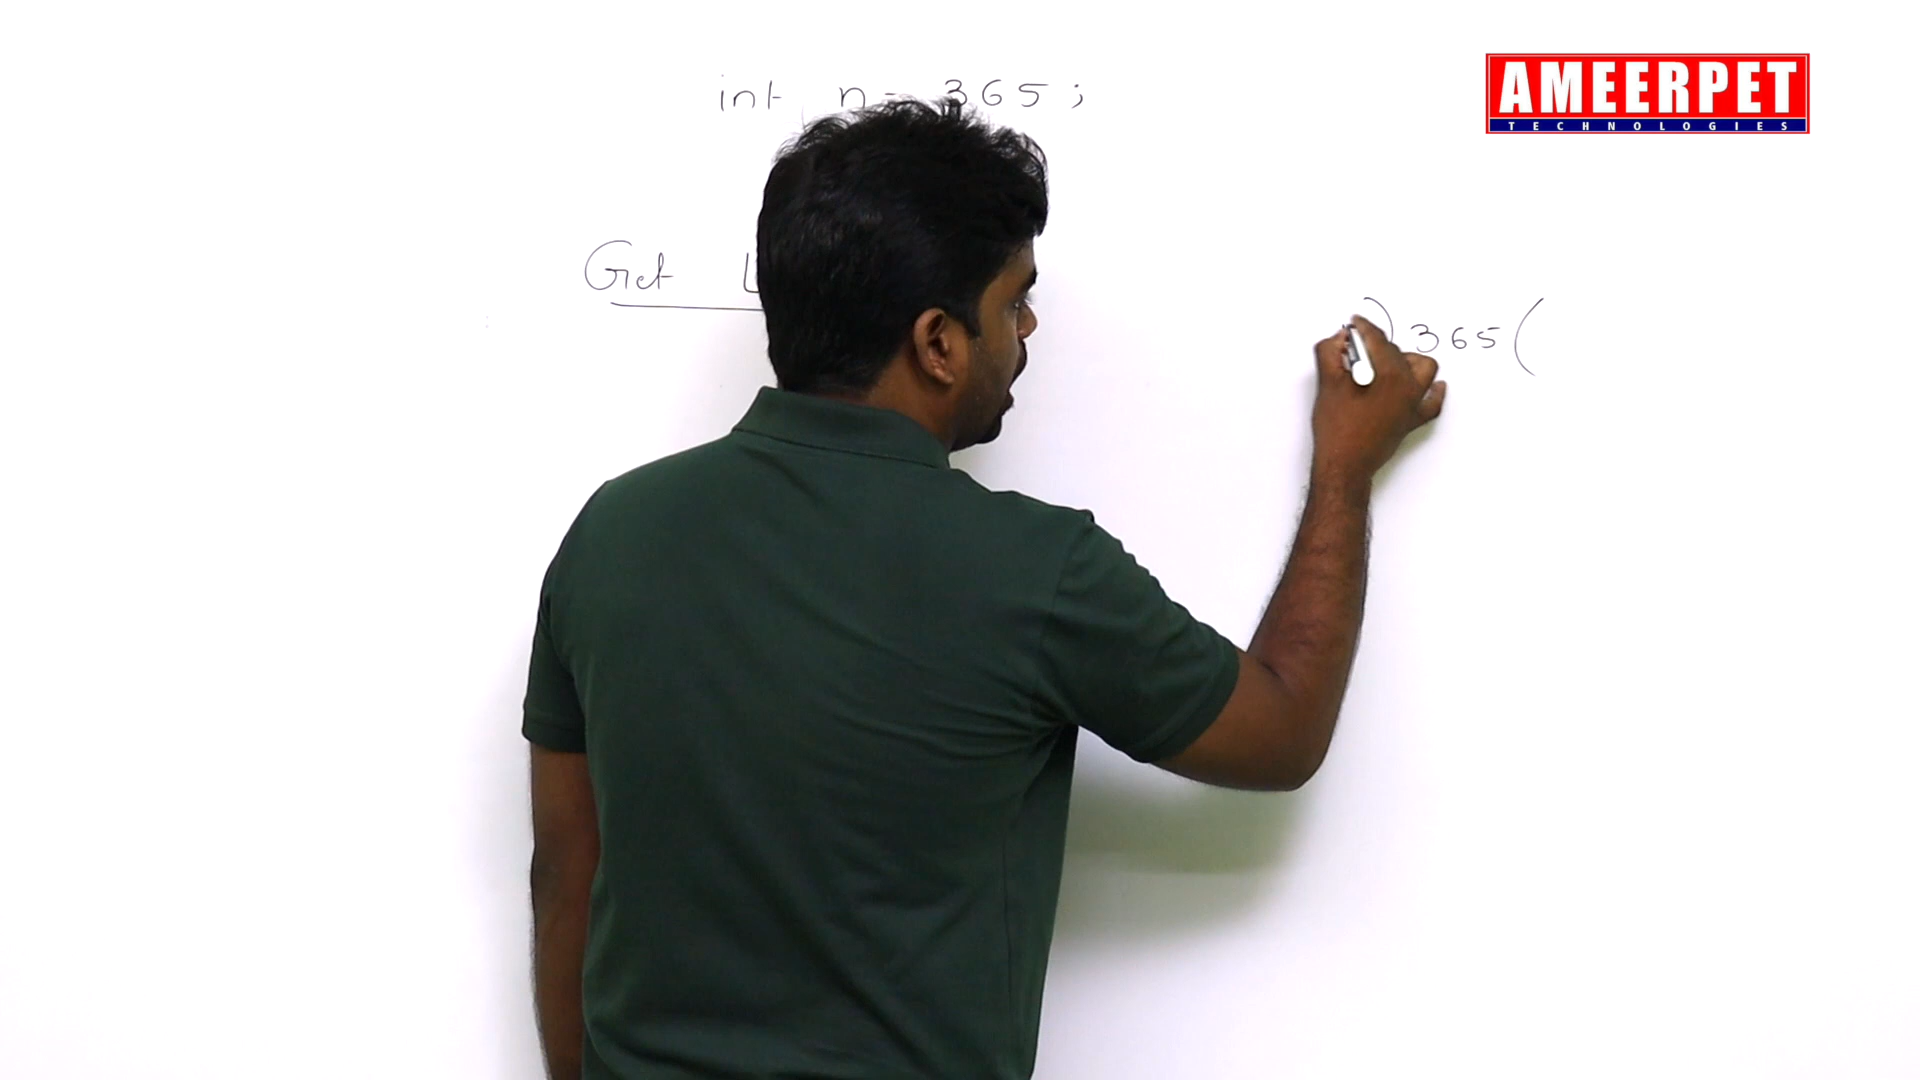 int n = 365;
AMEERPET
TECHNOLOGIES
Get
) 365 (